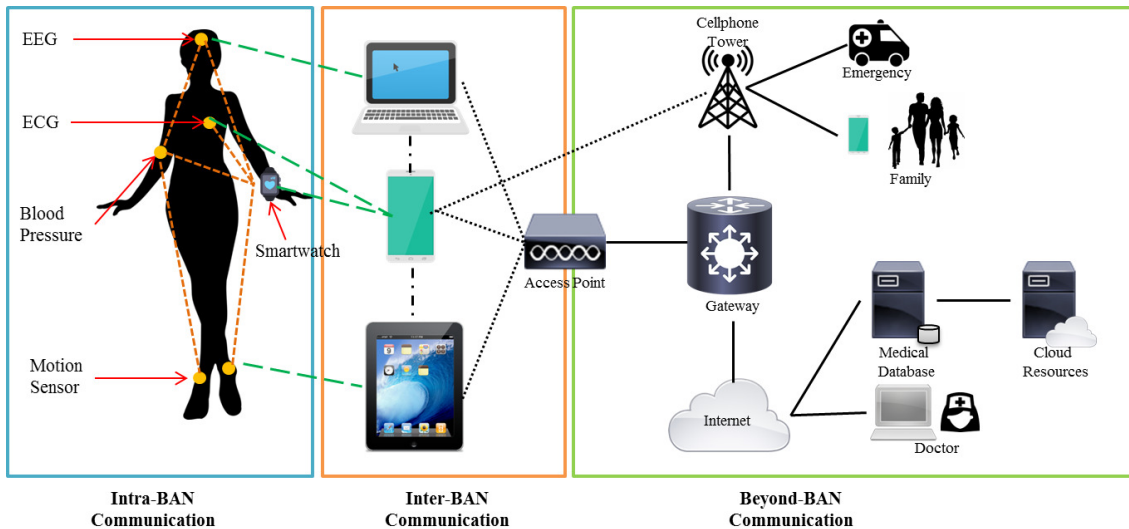 EEG
ECG
Blood
Pressure
Smartwatch
Motion
Sensor
Intra-BAN
Communication
Access Point
Inter-BAN
Communication
Cellphone
Tower
Emergency
Family
Gateway
Medical
Database
Cloud
Resources
Internet
Doctor
Beyond-BAN
Communication